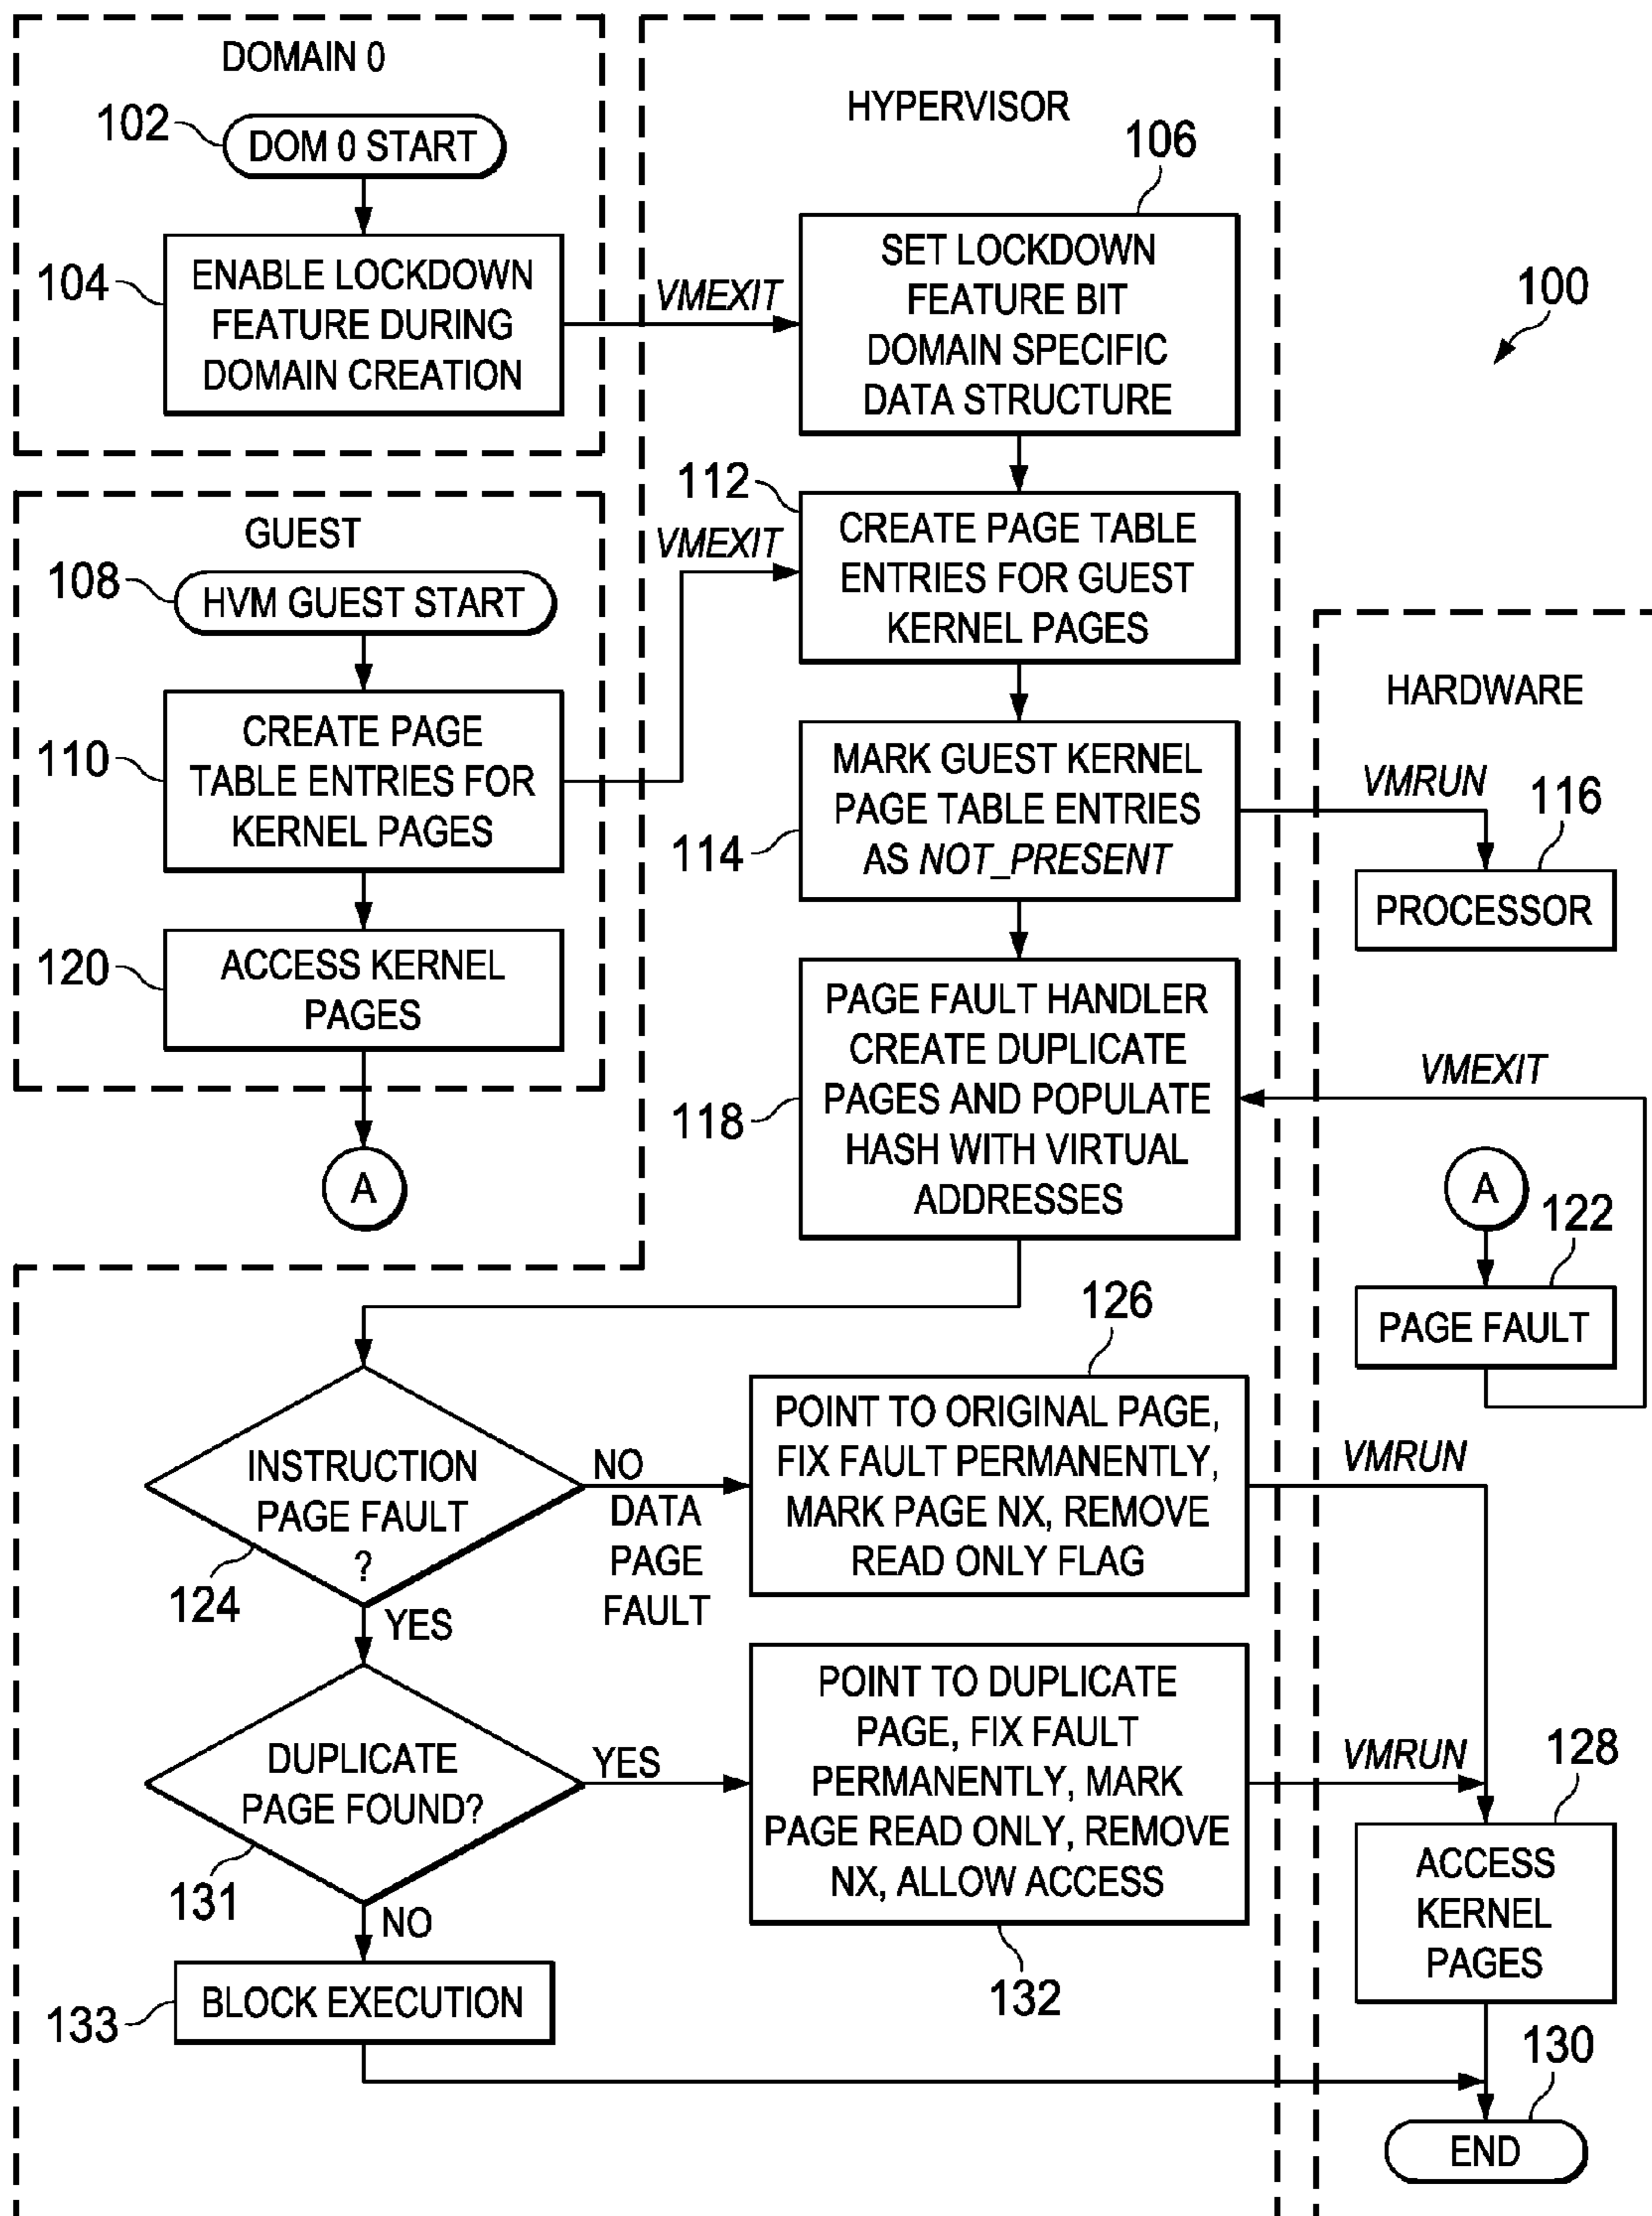 DOMAIN 0
102
DOM 0 START
104
ENABLE LOCKDOWN
FEATURE DURING
DOMAIN CREATION
VMEXIT
HYPERVISOR
106
SET LOCKDOWN
FEATURE BIT
DOMAIN SPECIFIC
DATA STRUCTURE
100
GUEST
108
HVM GUEST START
110
CREATE PAGE
TABLE ENTRIES FOR
KERNEL PAGES
VMEXIT
112
CREATE PAGE TABLE
ENTRIES FOR GUEST
KERNEL PAGES
120
ACCESS KERNEL
PAGES
A
114
MARK GUEST KERNEL
PAGE TABLE ENTRIES
AS NOT_PRESENT
HARDWARE
VMRUN
116
PROCESSOR
118
PAGE FAULT HANDLER
CREATE DUPLICATE
PAGES AND POPULATE
HASH WITH VIRTUAL
ADDRESSES
VMEXIT
A
122
PAGE FAULT
INSTRUCTION
PAGE FAULT
?
124
NO
DATA
PAGE
FAULT
YES
126
POINT TO ORIGINAL PAGE,
FIX FAULT PERMANENTLY,
MARK PAGE NX, REMOVE
READ ONLY FLAG
VMRUN
DUPLICATE
PAGE FOUND?
131
YES
NO
POINT TO DUPLICATE
PAGE, FIX FAULT
PERMANENTLY, MARK
PAGE READ ONLY, REMOVE
NX, ALLOW ACCESS
132
VMRUN
128
ACCESS
KERNEL
PAGES
133
BLOCK EXECUTION
130
END